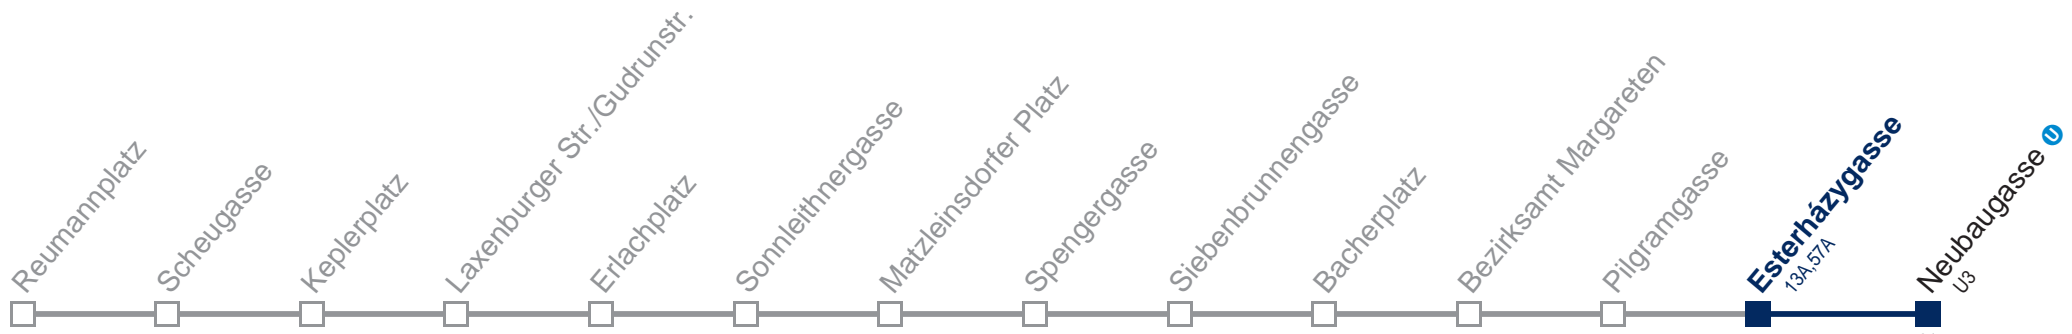 Reumannplatz
Scheugasse
Keplerplatz
Laxenburger Str./Gudrunstr.
Erlachplatz
Sonnleithnergasse
Matzleinsdorfer Platz
Spengergasse
Siebenbrunnengasse
Bacherplatz
Bezirksamt Margareten
Pilgramgasse
Esterházygasse
13A,57A
Neubaugasse U
U3